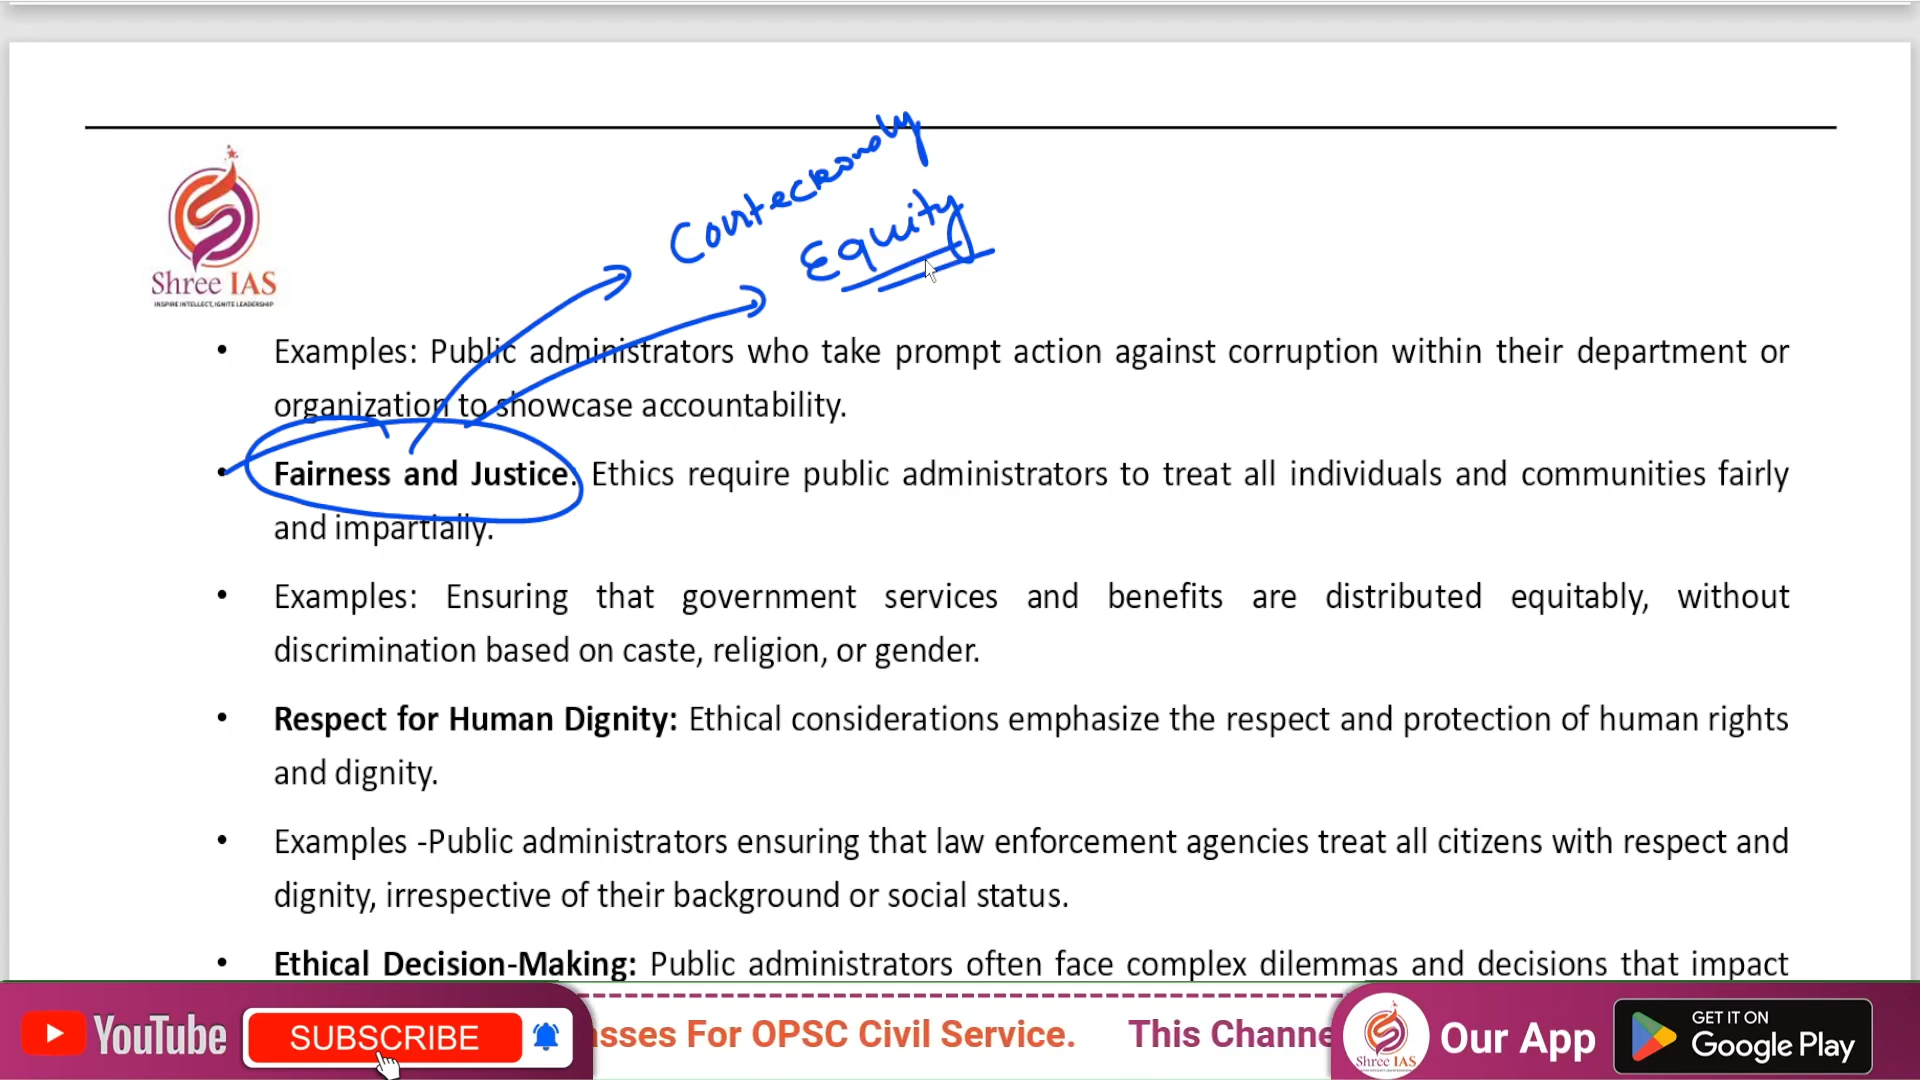 Equity
Shree IAS
INSPIRE INTELLECT, IGNITE LEADERSHIP
• Examples: Public administrators who take prompt action against corruption within their department or
organization to showcase accountability.
• Fairness and Justice: Ethics require public administrators to treat all individuals and communities fairly
and impartially.
• Examples: Ensuring that government services and benefits are distributed equitably, without
discrimination based on caste, religion, or gender.
• Respect for Human Dignity: Ethical considerations emphasize the respect and protection of human rights
and dignity.
• Examples -Public administrators ensuring that law enforcement agencies treat all citizens with respect and
dignity, irrespective of their background or social status.
• Ethical Decision-Making: Public administrators often face complex dilemmas and decisions that impact
YouTube SUBSCRIBE asses For OPSC Civil Service. This Channe Shree IAS Our App GET IT ON Google Play